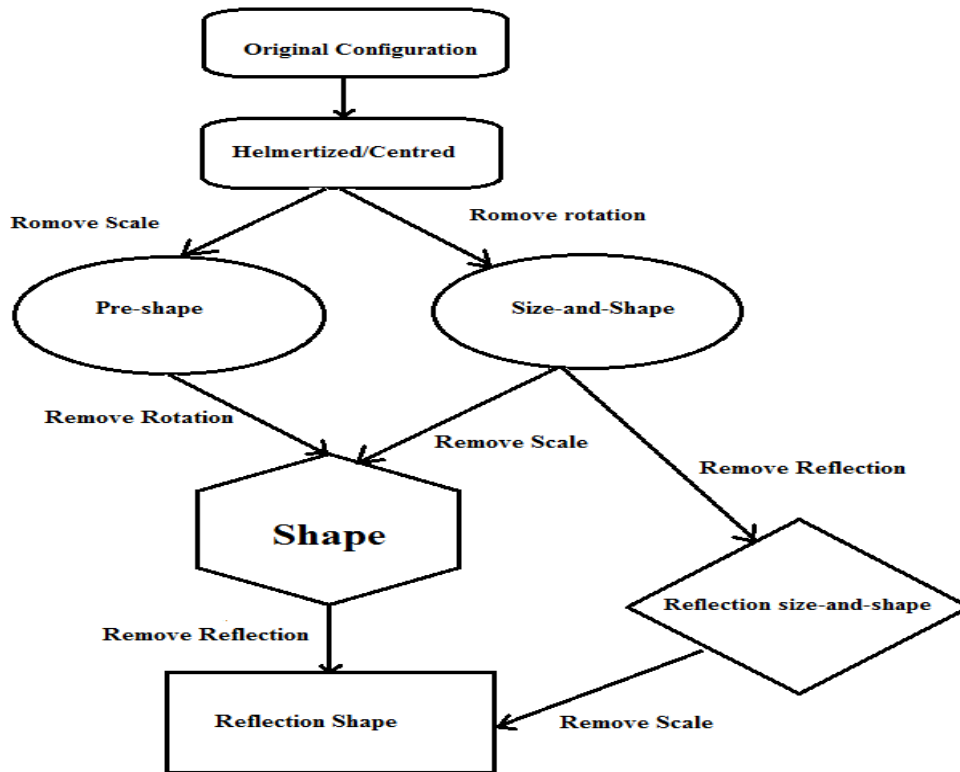 Original Configuration
Helmertized/Centred
Romove Scale
Romove rotation
Pre-shape
Size-and-Shape
Remove Rotation
Remove Scale
Remove Reflection
Shape
Reflection size-and-shape
Remove Reflection
Reflection Shape
Remove Scale